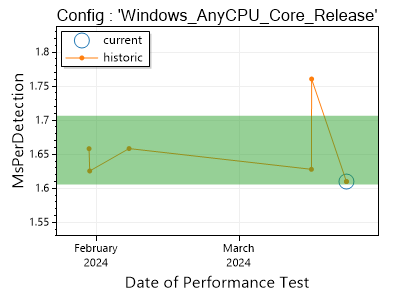 Config : 'Windows_AnyCPU_Core_Release'
current
historic
MsPerDetection
1.8
1.75
1.7
1.65
1.6
1.55
February
2024
March
2024
Date of Performance Test